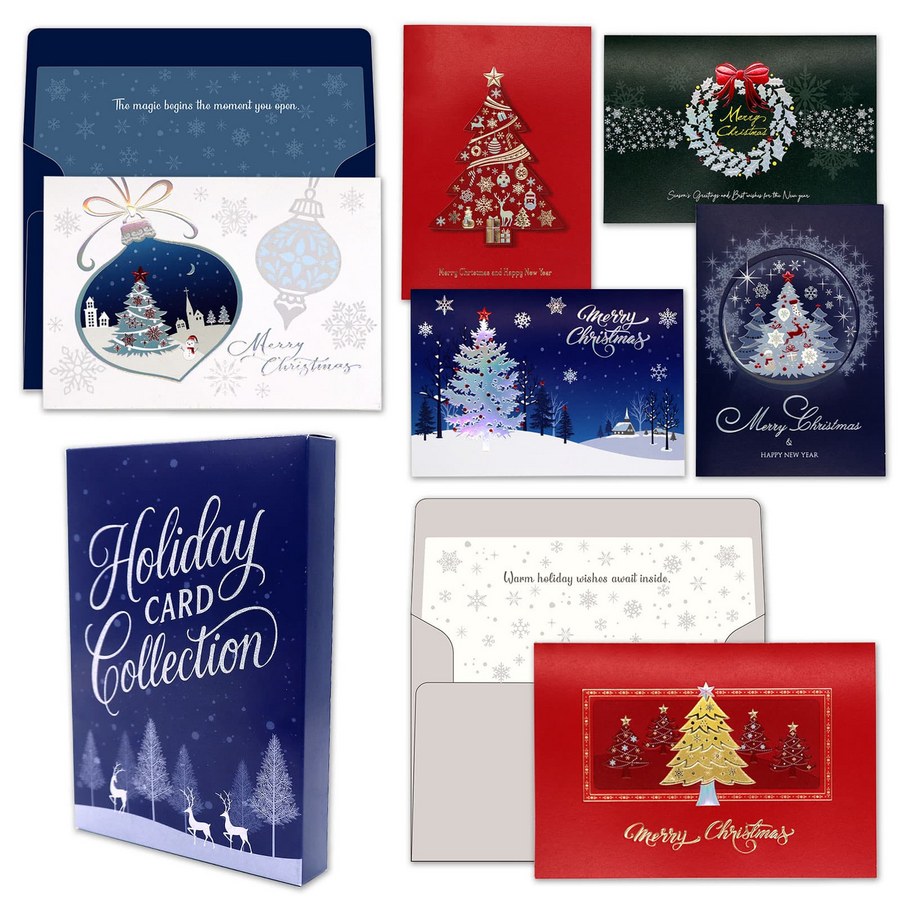 The magic begins the moment you open.
Merry
Christmas
Merry Christmas and Happy New Year
Merry
Christmas
Season's Greetings and Best wishes for the New year
Merry
Christmas
Merry Christmas
&
HAPPY NEW YEAR
Holiday
CARD
Collection
Warm holiday wishes await inside.
Merry Christmas